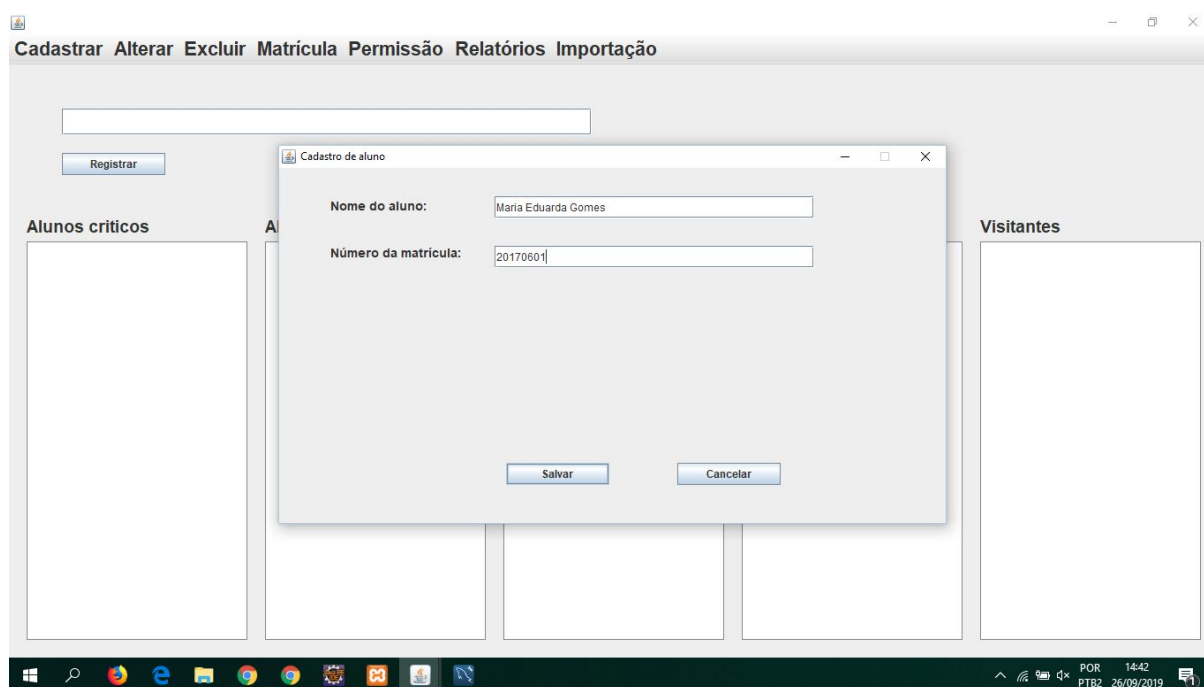 Cadastrar Alterar Excluir Matrícula Permissão Relatórios Importação
Registrar
Cadastro de aluno
Nome do aluno:
Maria Eduarda Gomes
Número da matrícula:
20170601
Salvar
Cancelar
Alunos criticos
Al
Visitantes
POR
PTB2
14:42
26/09/2019